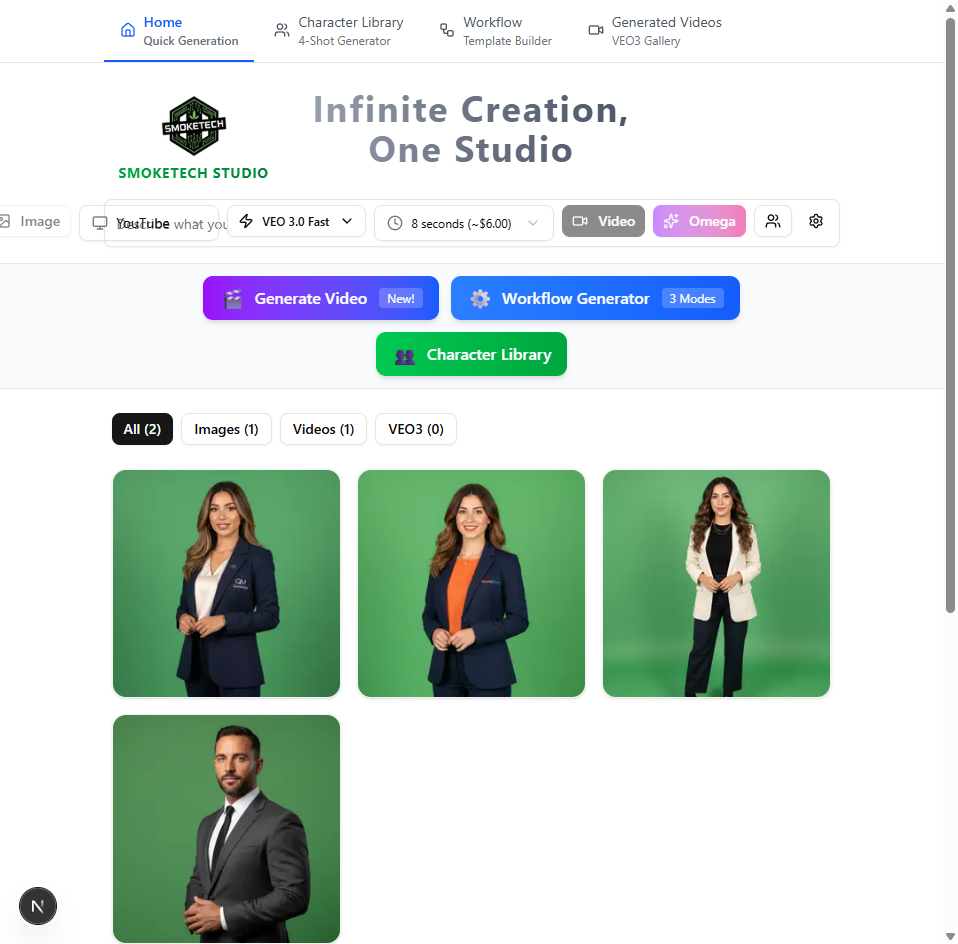 Home
Quick Generation
Character Library
4-Shot Generator
Workflow
Template Builder
Generated Videos
VEO3 Gallery
SMOKETECH
SMOKETECH STUDIO
Infinite Creation,
One Studio
Image
YouTube
Describe what you
VEO 3.0 Fast
8 seconds (~$6.00)
Video
Omega
Generate Video New!
Workflow Generator 3 Modes
Character Library
All (2)
Images (1)
Videos (1)
VEO3 (0)
QM
N